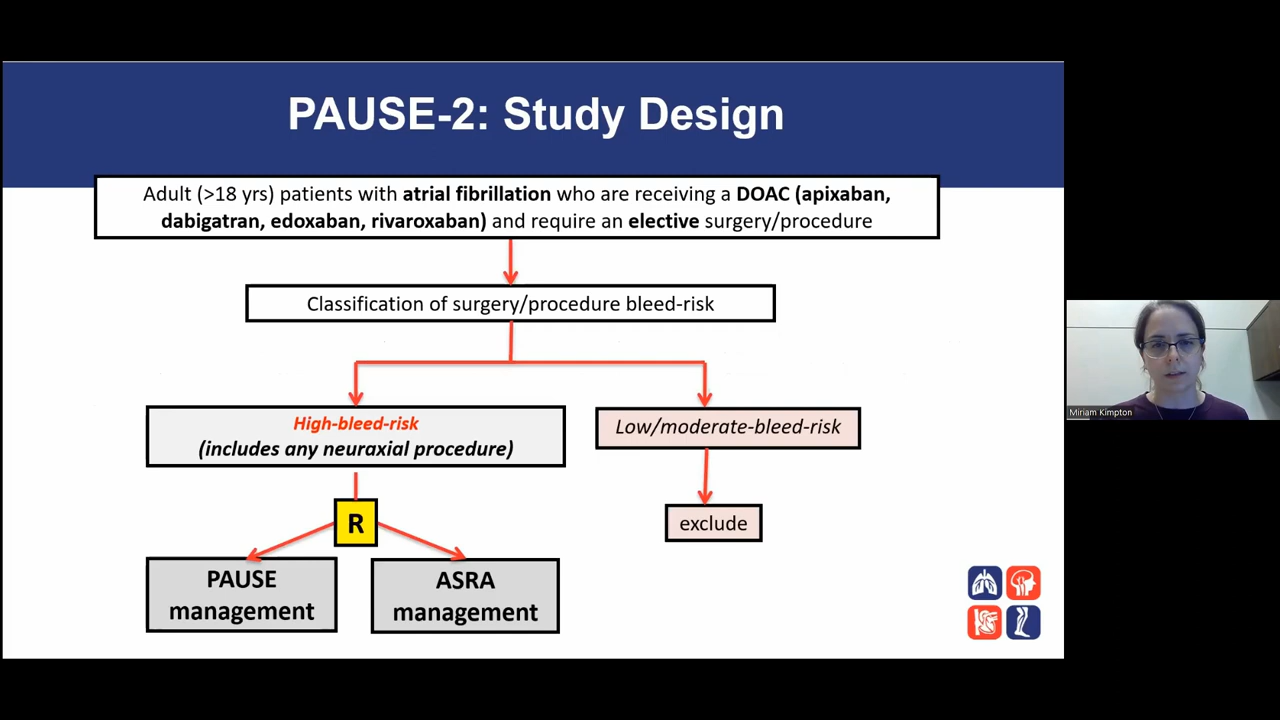 PAUSE-2: Study Design
Adult (>18 yrs) patients with atrial fibrillation who are receiving a DOAC (apixaban,
dabigatran, edoxaban, rivaroxaban) and require an elective surgery/procedure
Classification of surgery/procedure bleed-risk
High-bleed-risk
(includes any neuraxial procedure)
Low/moderate-bleed-risk
R
exclude
PAUSE
management
ASRA
management
Miriam Kimpton